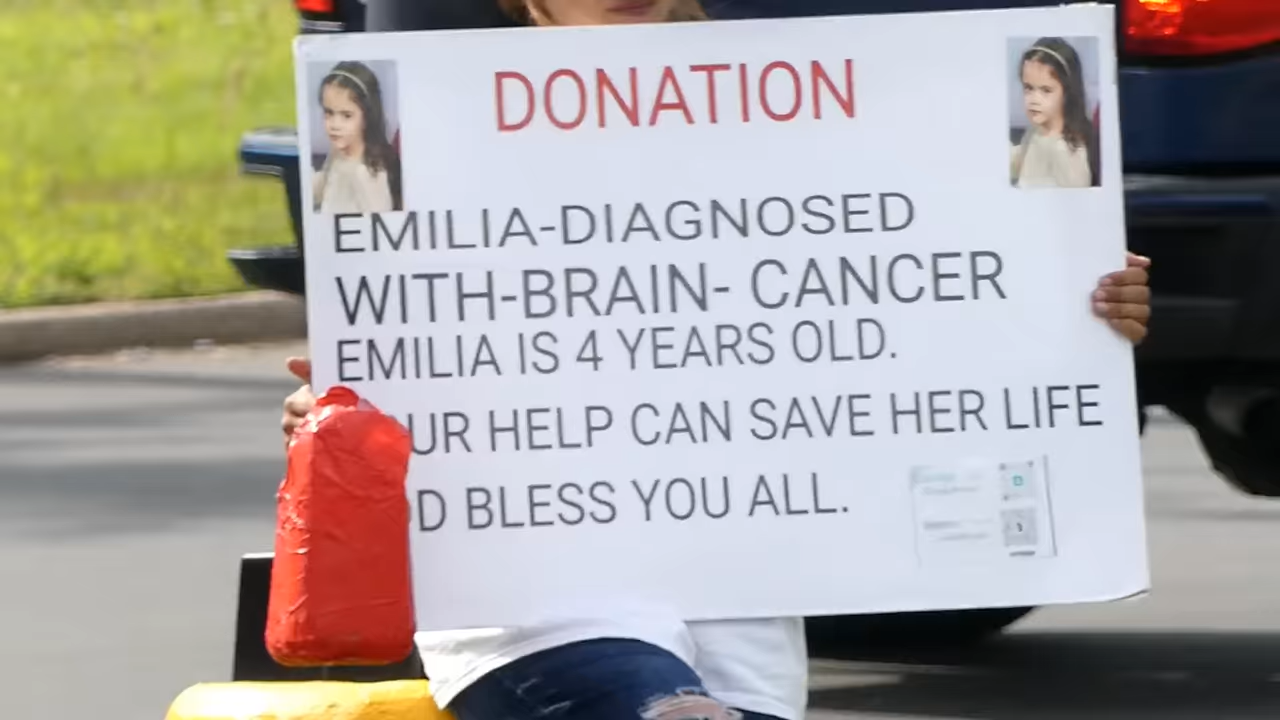 DONATION
EMILIA-DIAGNOSED
WITH-BRAIN- CANCER
EMILIA IS 4 YEARS OLD.
UR HELP CAN SAVE HER LIFE
D BLESS YOU ALL.